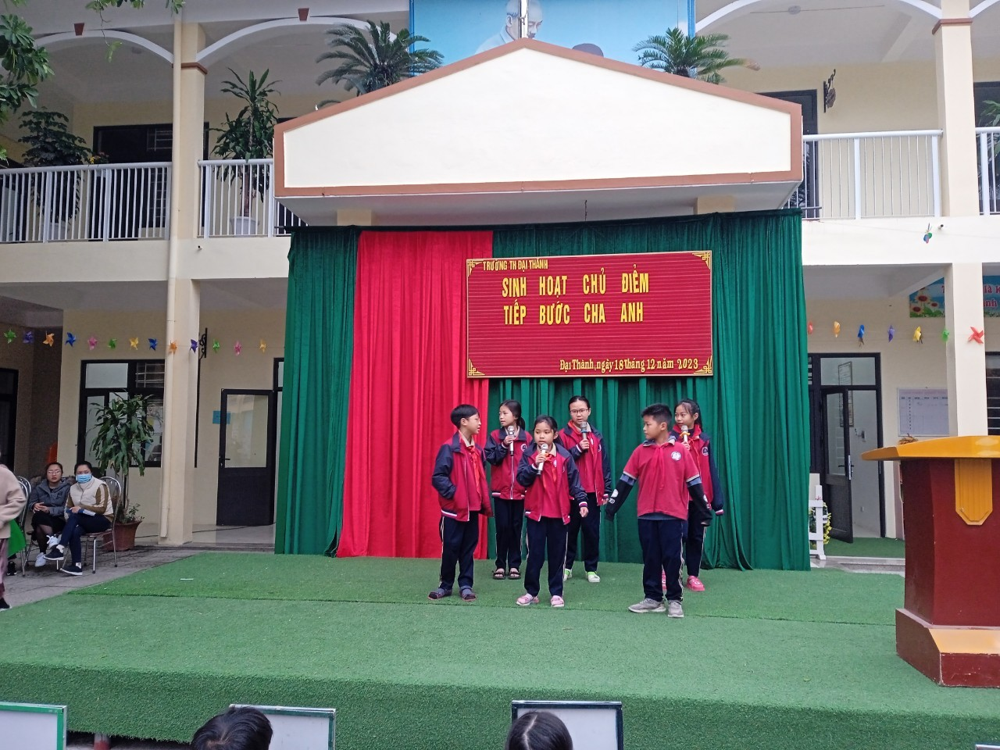 TRƯỜNG TH ĐẠI THÀNH
SINH HOẠT CHỦ ĐIỂM
TIẾP BƯỚC CHA ANH
Đại Thành, ngày 18 tháng 12 năm 2023